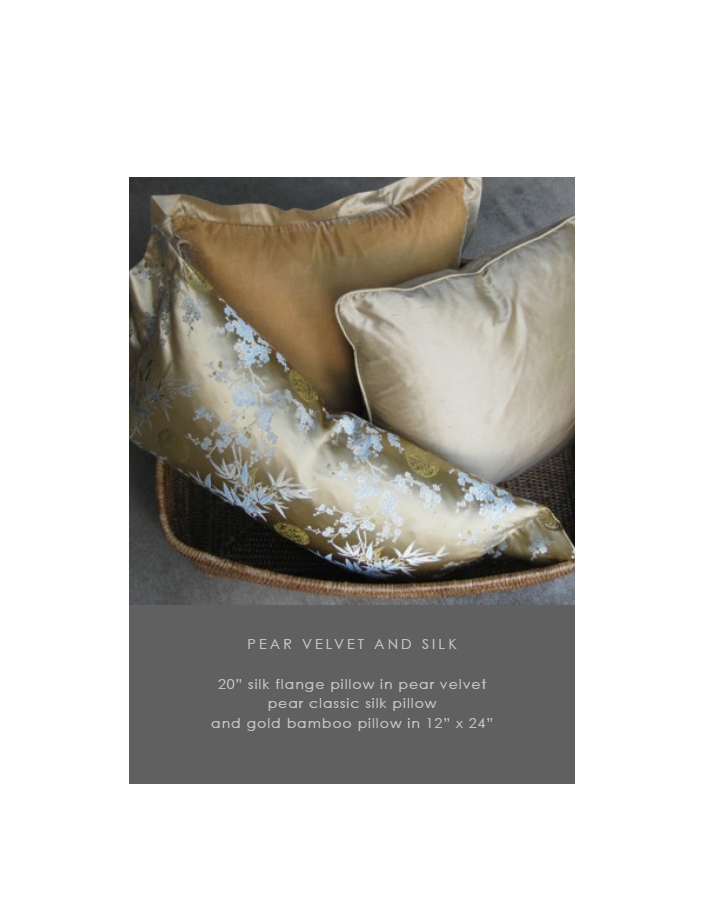 PEAR VELVET AND SILK
20” silk flange pillow in pear velvet
pear classic silk pillow
and gold bamboo pillow in 12” x 24”